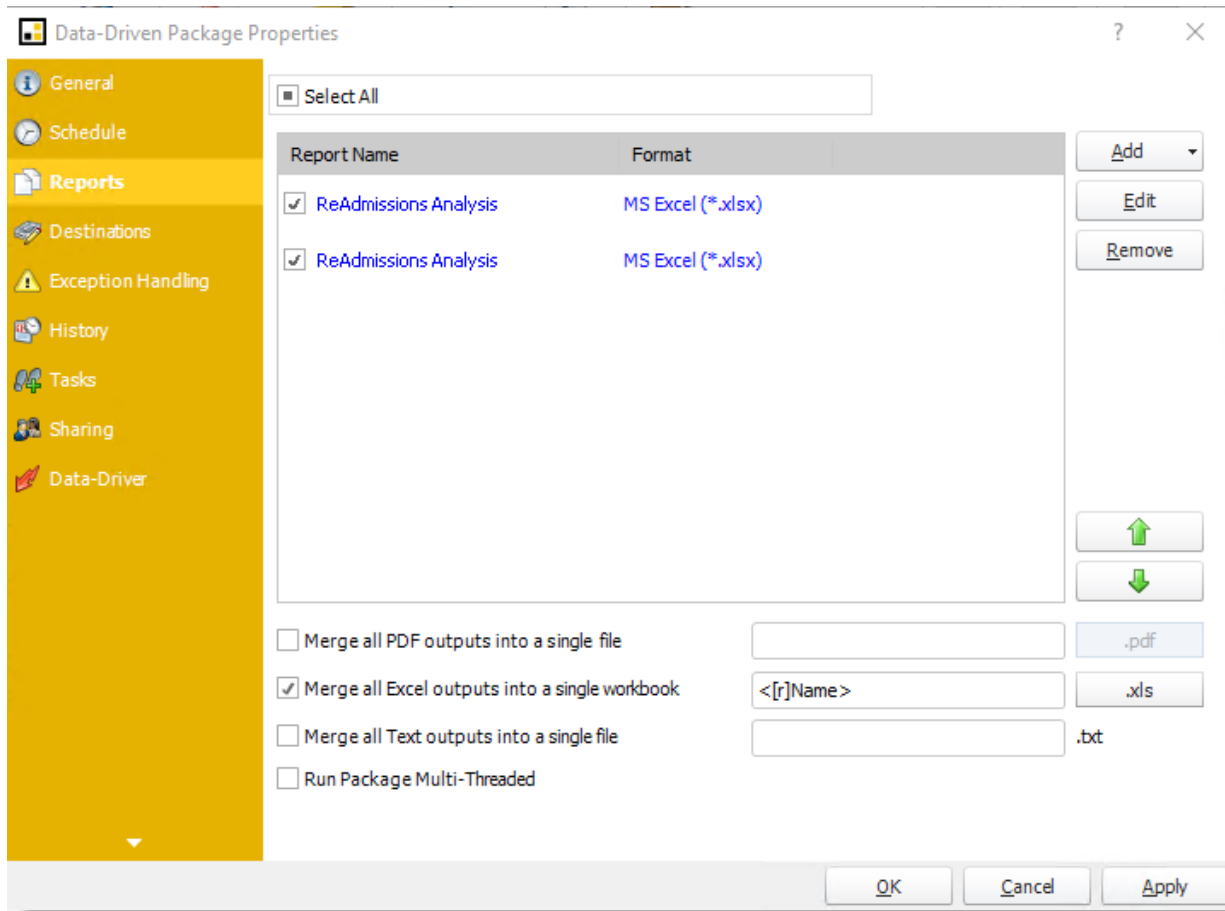 Data-Driven Package Properties
General
Schedule
Reports
Destinations
Exception Handling
History
Tasks
Sharing
Data-Driver
Select All
Report Name Format
ReAdmissions Analysis MS Excel (*.xlsx)
ReAdmissions Analysis MS Excel (*.xlsx)
Add
Edit
Remove
Merge all PDF outputs into a single file .pdf
Merge all Excel outputs into a single workbook <[r]Name> .xls
Merge all Text outputs into a single file .txt
Run Package Multi-Threaded
OK Cancel Apply